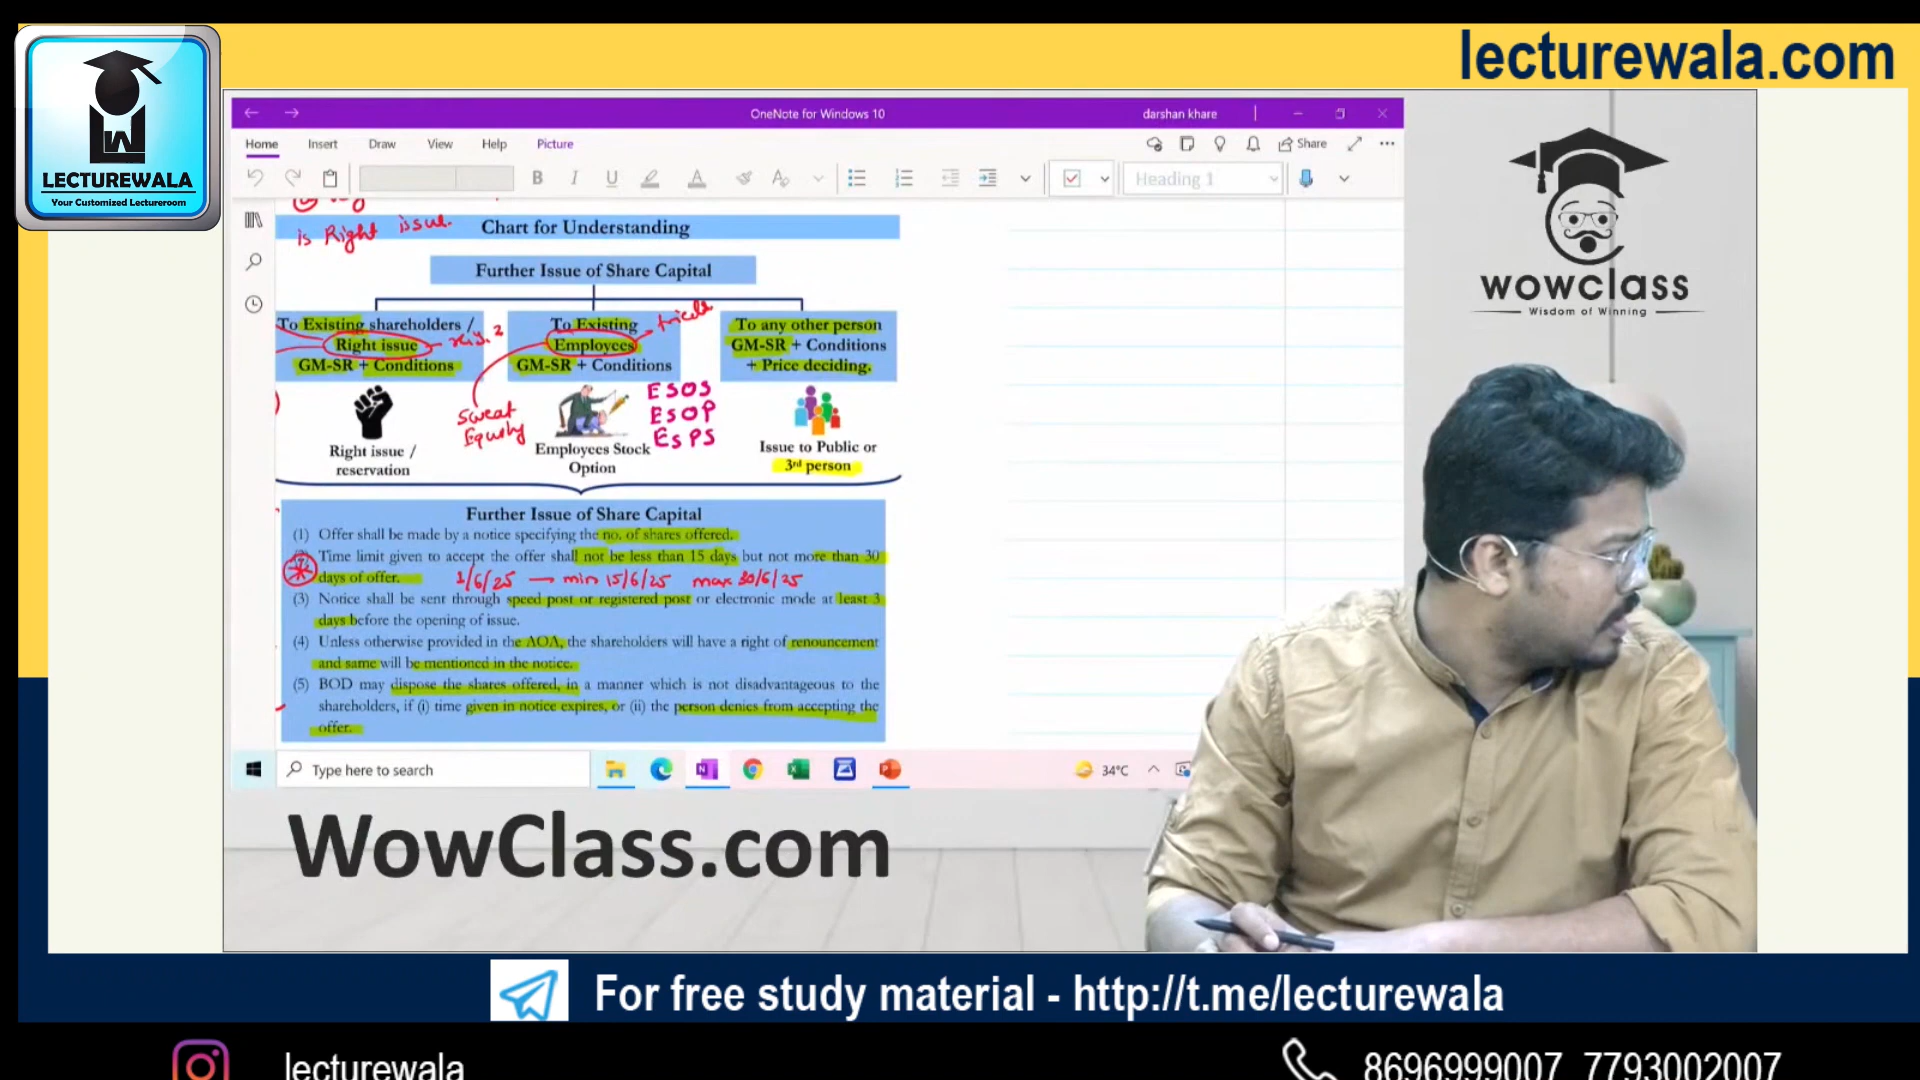 lecturewala.com
LW
LECTUREWALA
Your Customized Lectureroom
OneNote for Windows 10
darshan khare
Home Insert Draw View Help Picture
Share
B I U A
Heading 1
is Right issue.
Chart for Understanding
Further Issue of Share Capital
To Existing shareholders /
Right issue
GM-SR + Conditions
To Existing
Employees
GM-SR + Conditions
To any other person
GM-SR + Conditions
+ Price deciding.
Sweat
Equity
ESOS
ESOP
ESPS
Right issue /
reservation
Employees Stock
Option
Issue to Public or
3rd person
Further Issue of Share Capital
(1) Offer shall be made by a notice specifying the no. of shares offered.
Time limit given to accept the offer shall not be less than 15 days but not more than 30
days of offer. 1/6/25 → min 15/6/25 max 30/6/25
(3) Notice shall be sent through speed post or registered post or electronic mode at least 3
days before the opening of issue.
(4) Unless otherwise provided in the AOA, the shareholders will have a right of renouncement
and same will be mentioned in the notice.
(5) BOD may dispose the shares offered, in a manner which is not disadvantageous to the
shareholders, if (i) time given in notice expires, or (ii) the person denies from accepting the
offer.
Type here to search
34°C
wowclass
Wisdom of Winning
WowClass.com
For free study material - http://t.me/lecturewala
lecturewala
8696999007 7793002007